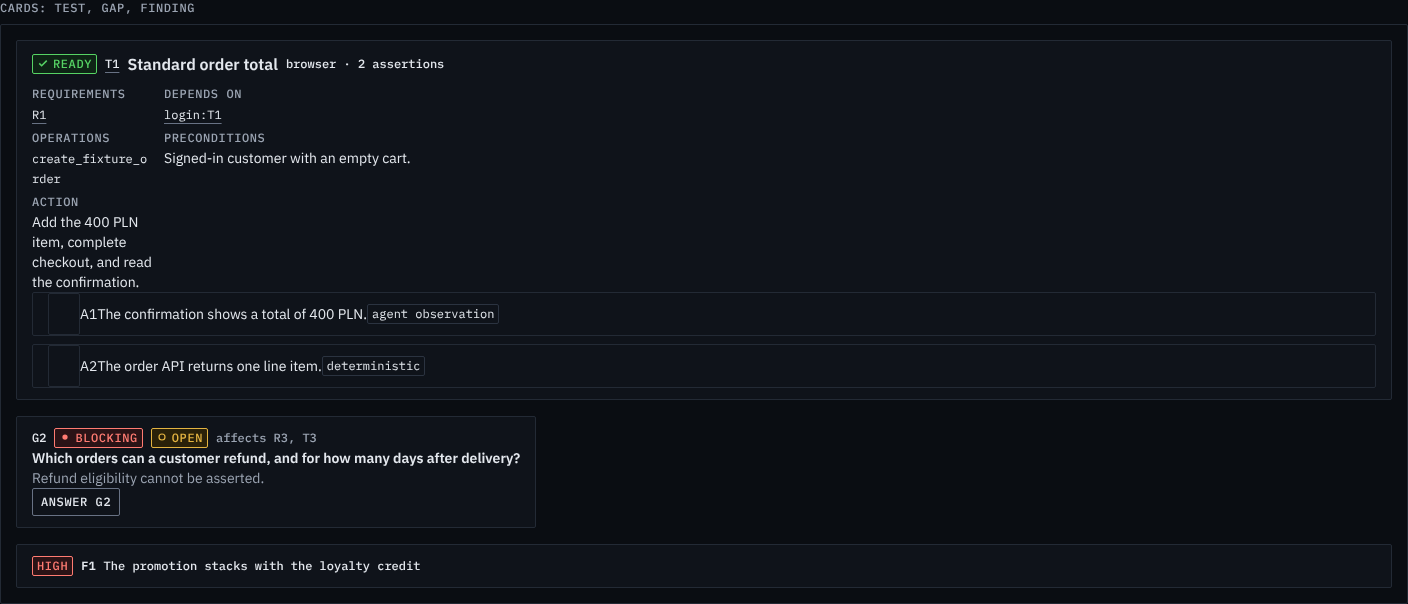 CARDS: TEST, GAP, FINDING
READY T1 Standard order total browser · 2 assertions
REQUIREMENTS DEPENDS ON
R1 login:T1
OPERATIONS PRECONDITIONS
create_fixture_o Signed-in customer with an empty cart.
rder
ACTION
Add the 400 PLN
item, complete
checkout, and read
the confirmation.
A1The confirmation shows a total of 400 PLN. agent observation
A2The order API returns one line item. deterministic
G2 BLOCKING OPEN affects R3, T3
Which orders can a customer refund, and for how many days after delivery?
Refund eligibility cannot be asserted.
ANSWER G2
HIGH F1 The promotion stacks with the loyalty credit